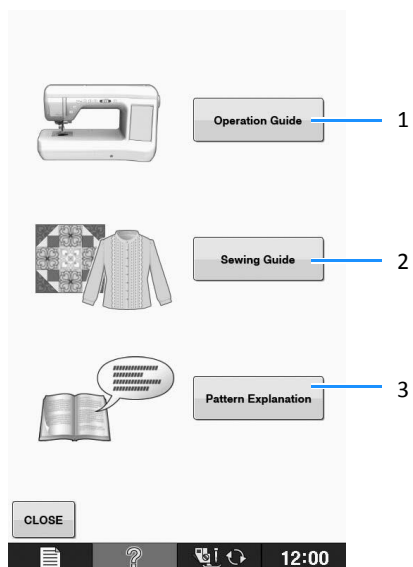 Operation Guide
1
Sewing Guide
2
Pattern Explanation
3
CLOSE
?
12:00